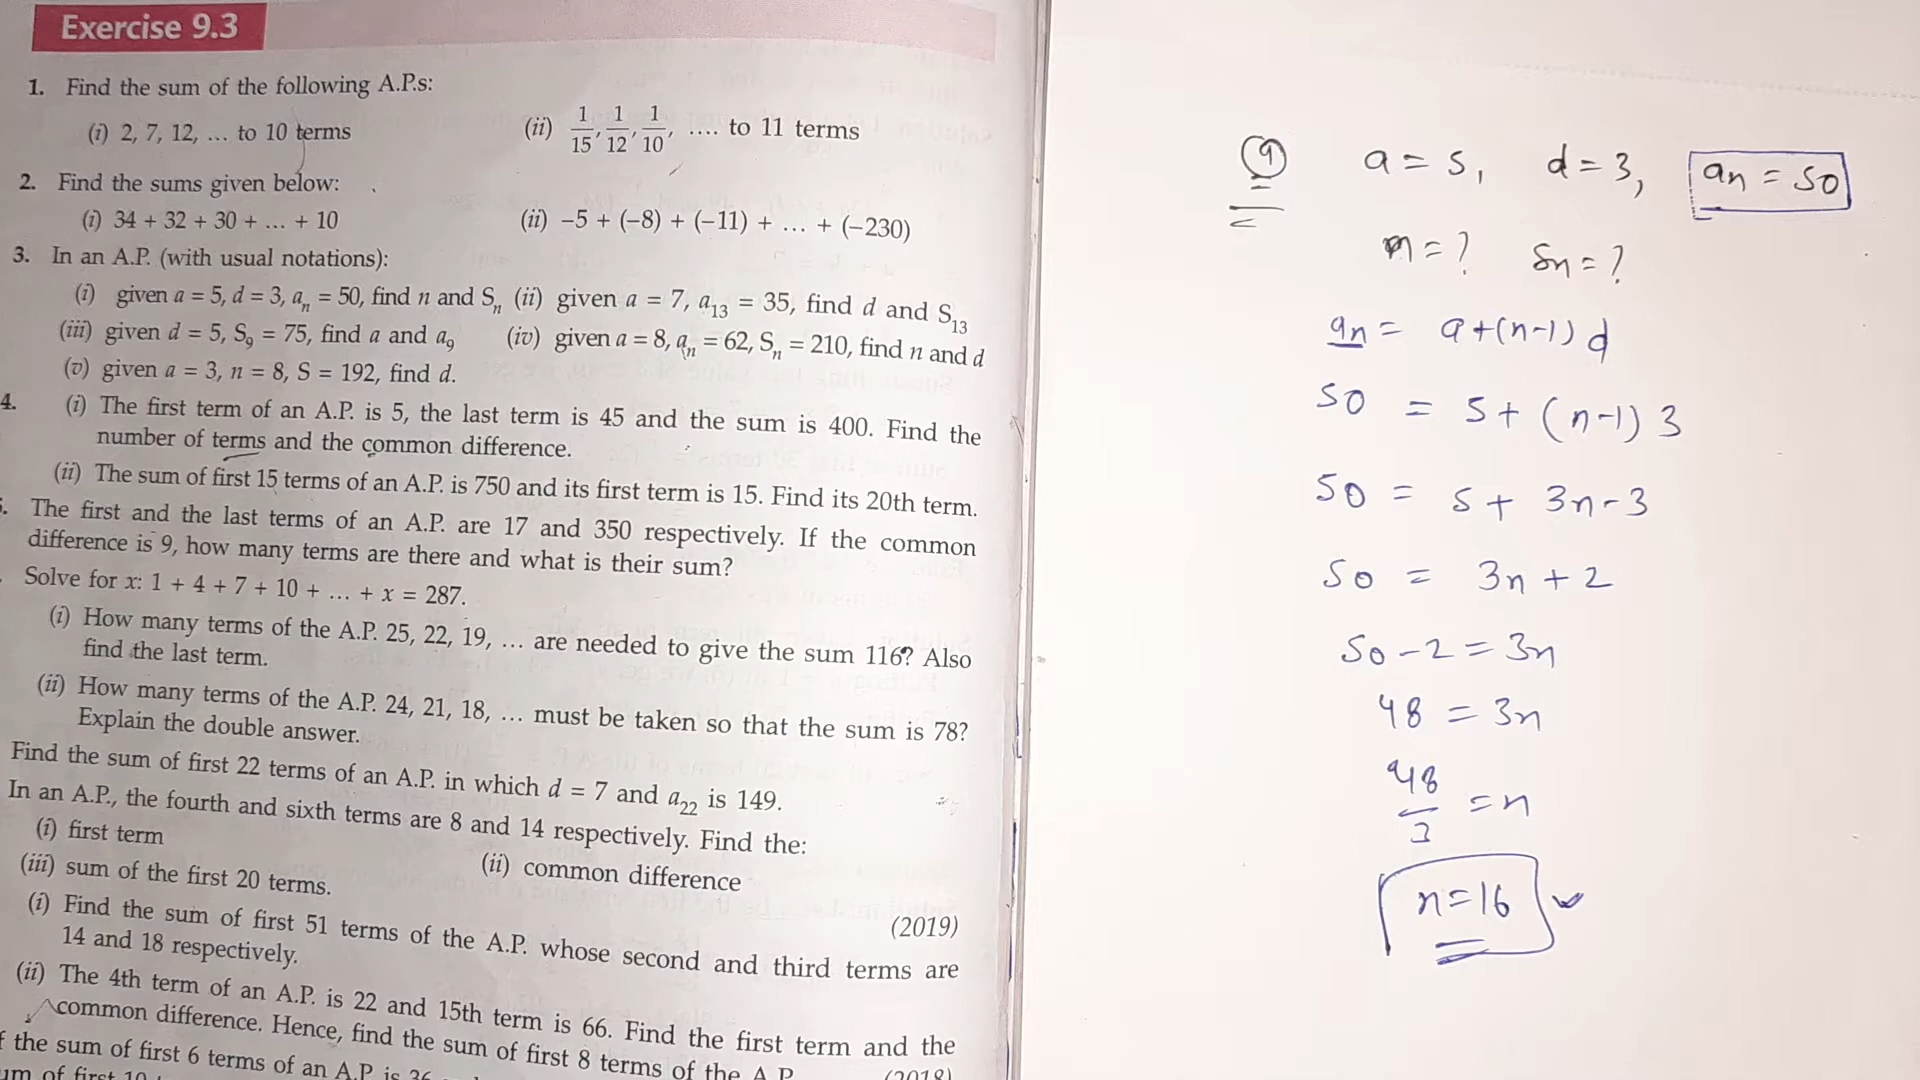 Exercise 9.3
1. Find the sum of the following A.P.s:
(i) 2, 7, 12, ... to 10 terms
(ii) 1/15, 1/12, 1/10, .... to 11 terms
2. Find the sums given below:
(i) 34 + 32 + 30 + ... + 10
(ii) −5 + (−8) + (−11) + ... + (−230)
3. In an A.P. (with usual notations):
(i) given a = 5, d = 3, aₙ = 50, find n and Sₙ (ii) given a = 7, a₁₃ = 35, find d and S₁₃
(iii) given d = 5, S₉ = 75, find a and a₉ (iv) given a = 8, aₙ = 62, Sₙ = 210, find n and d
(v) given a = 3, n = 8, S = 192, find d.
4. (i) The first term of an A.P. is 5, the last term is 45 and the sum is 400. Find the
number of terms and the common difference.
(ii) The sum of first 15 terms of an A.P. is 750 and its first term is 15. Find its 20th term.
The first and the last terms of an A.P. are 17 and 350 respectively. If the common
difference is 9, how many terms are there and what is their sum?
Solve for x: 1 + 4 + 7 + 10 + ... + x = 287.
(i) How many terms of the A.P. 25, 22, 19, ... are needed to give the sum 116? Also
find the last term.
(ii) How many terms of the A.P. 24, 21, 18, ... must be taken so that the sum is 78?
Explain the double answer.
Find the sum of first 22 terms of an A.P. in which d = 7 and a₂₂ is 149.
In an A.P., the fourth and sixth terms are 8 and 14 respectively. Find the:
(i) first term
(ii) common difference
(iii) sum of the first 20 terms.
(2019)
(i) Find the sum of first 51 terms of the A.P. whose second and third terms are
14 and 18 respectively.
(ii) The 4th term of an A.P. is 22 and 15th term is 66. Find the first term and the
common difference. Hence, find the sum of first 8 terms of the A.P.
(2018)
the sum of first 6 terms of an A.P. is 36
of first 10
a = 5, d = 3, an = 50
n = ? Sn = ?
an = a + (n-1) d
50 = 5 + (n-1) 3
50 = 5 + 3n - 3
50 = 3n + 2
50 - 2 = 3n
48 = 3n
48/3 = n
n = 16